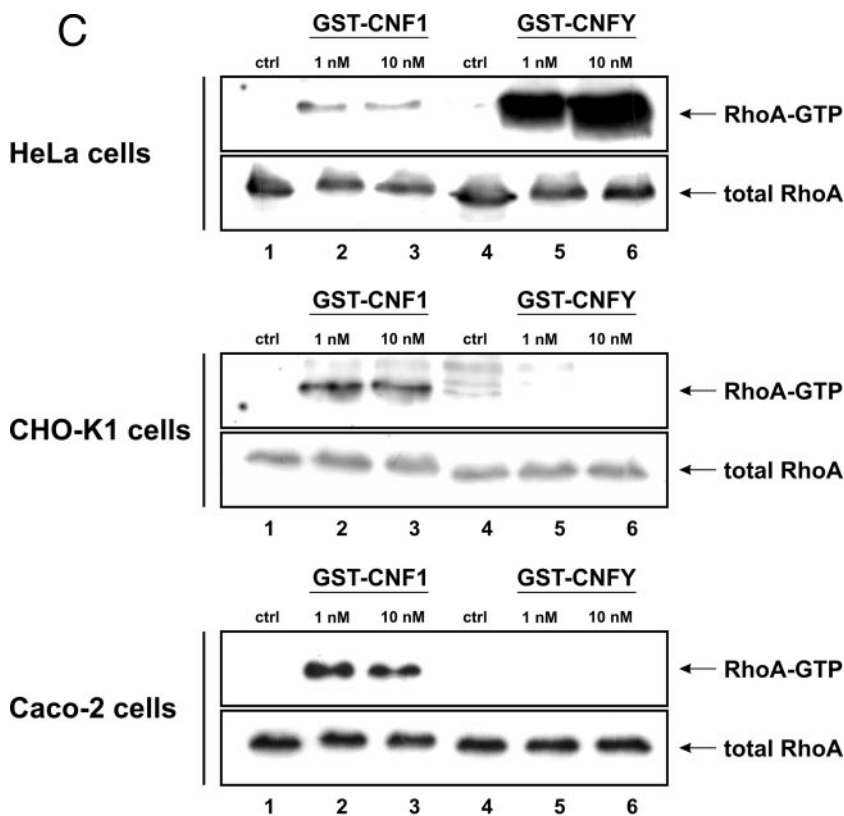 C
GST-CNF1 GST-CNFY
ctrl 1 nM 10 nM ctrl 1 nM 10 nM
RhoA-GTP
HeLa cells
total RhoA
1 2 3 4 5 6
GST-CNF1 GST-CNFY
ctrl 1 nM 10 nM ctrl 1 nM 10 nM
RhoA-GTP
CHO-K1 cells
total RhoA
1 2 3 4 5 6
GST-CNF1 GST-CNFY
ctrl 1 nM 10 nM ctrl 1 nM 10 nM
RhoA-GTP
Caco-2 cells
total RhoA
1 2 3 4 5 6